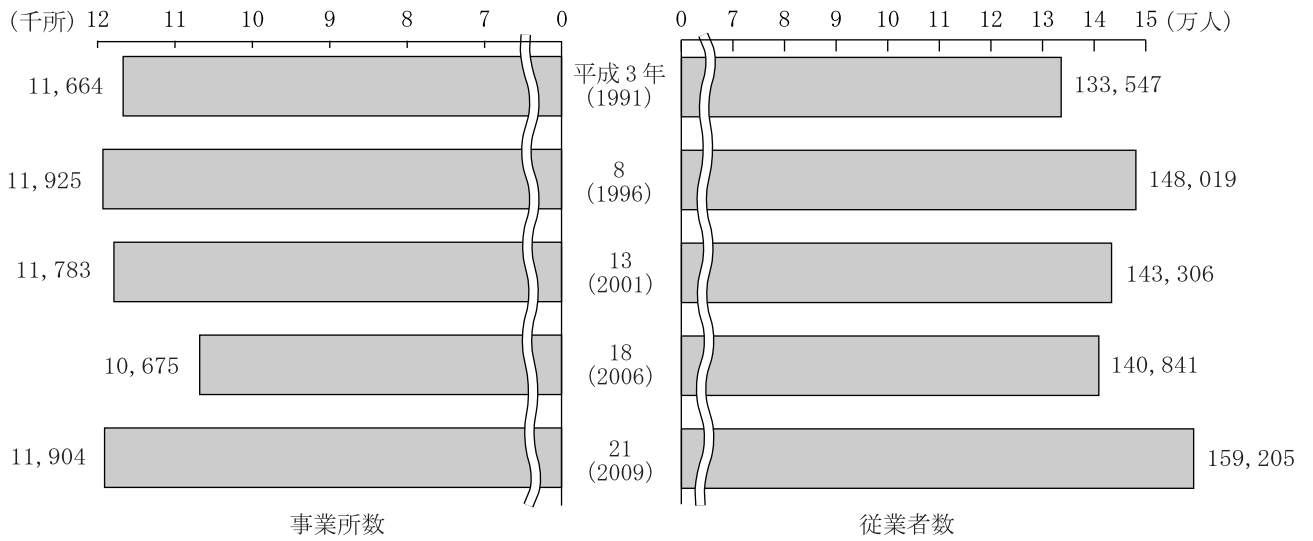 (千所) 12 11 10 9 8 7 0
0 7 8 9 10 11 12 13 14 15 (万人)
11,664 平成3年 133,547
(1991)
11,925 8 148,019
(1996)
11,783 13 143,306
(2001)
10,675 18 140,841
(2006)
11,904 21 159,205
(2009)
事業所数 従業者数